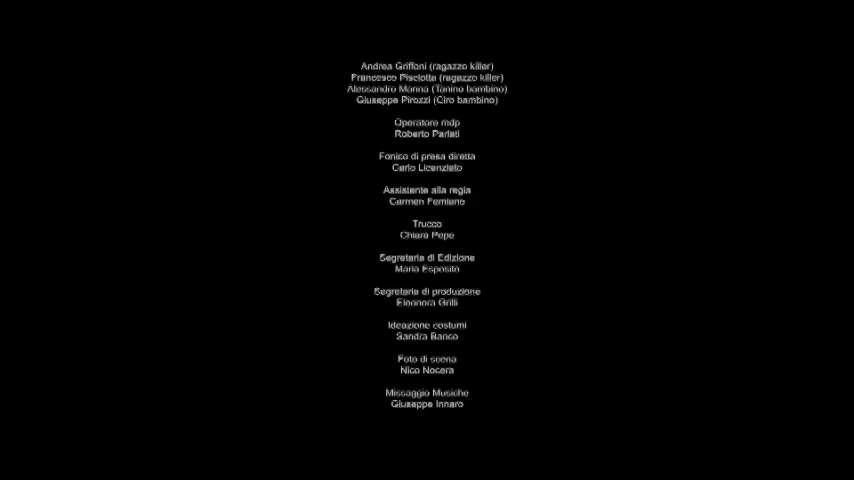 Andrea Griffoni (ragazzo killer)
Francesco Pisciotta (ragazzo killer)
Alessandro Manna (Tonino bambino)
Giuseppe Pirozzi (Ciro bambino)
Operatore mdp
Roberto Parlati
Fonico di presa diretta
Carlo Licenziato
Assistente alla regia
Carmen Famiano
Trucco
Chiara Pepe
Segretaria di Edizione
Maria Esposito
Segretaria di produzione
Eleonora Grilli
Ideazione costumi
Sandra Banco
Foto di scena
Nico Nocera
Missaggio Musiche
Giuseppe Innaro